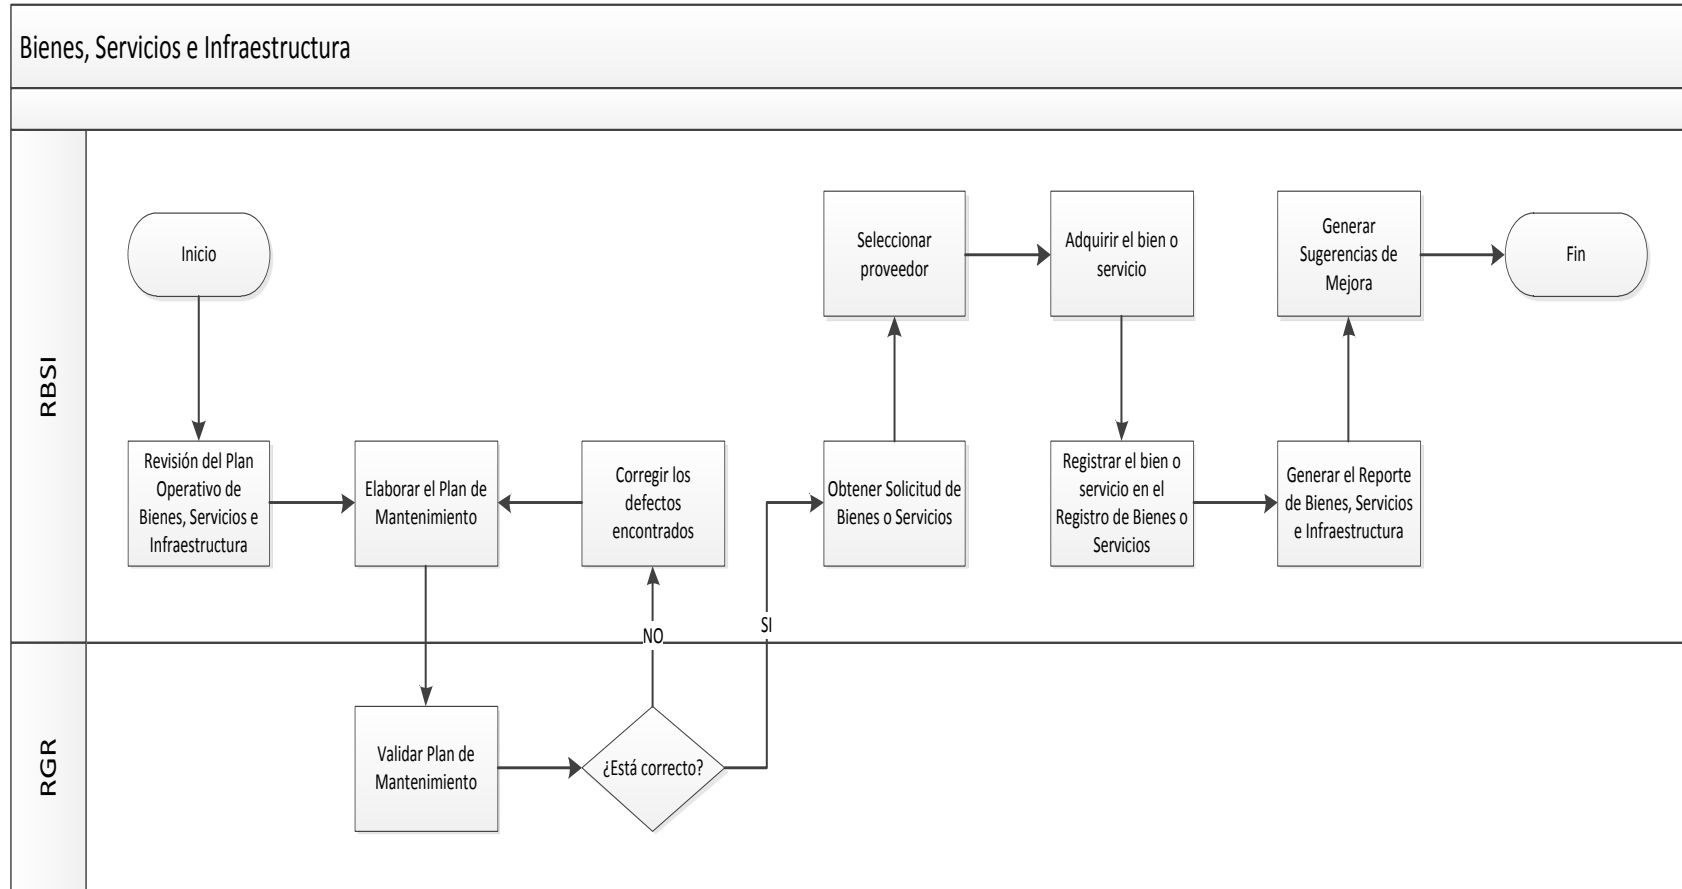 Bienes, Servicios e Infraestructura
RBSI
Inicio
Seleccionar
proveedor
Adquirir el bien o
servicio
Generar
Sugerencias de
Mejora
Fin
Revisión del Plan
Operativo de
Bienes, Servicios e
Infraestructura
Elaborar el Plan de
Mantenimiento
Corregir los
defectos
encontrados
Obtener Solicitud de
Bienes o Servicios
Registrar el bien o
servicio en el
Registro de Bienes o
Servicios
Generar el Reporte
de Bienes, Servicios
e Infraestructura
NO
SI
RGR
Validar Plan de
Mantenimiento
¿Está correcto?